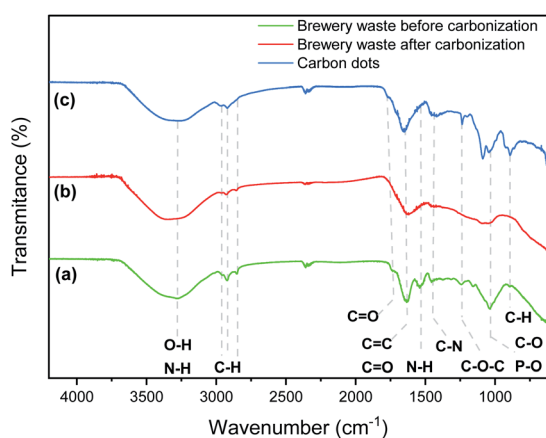 Brewery waste before carbonization
Brewery waste after carbonization
Carbon dots
Transmitance (%)
(c)
(b)
(a)
C=O
C-H
O-H
C=C
C-N
C-O
N-H
C-H
C=O
N-H
C-O-C
P-O
4000 3500 3000 2500 2000 1500 1000
Wavenumber (cm⁻¹)